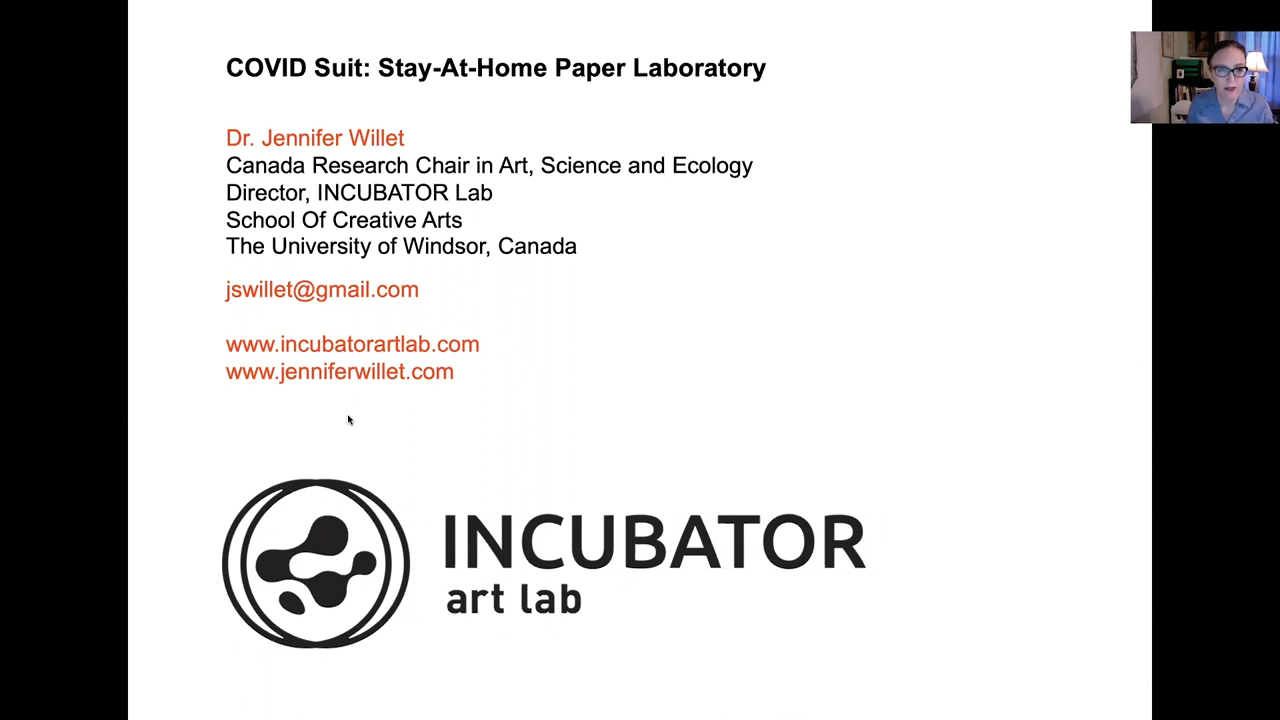 COVID Suit: Stay-At-Home Paper Laboratory
Dr. Jennifer Willet
Canada Research Chair in Art, Science and Ecology
Director, INCUBATOR Lab
School Of Creative Arts
The University of Windsor, Canada
jswillet@gmail.com
www.incubatorartlab.com
www.jenniferwillet.com
INCUBATOR
art lab